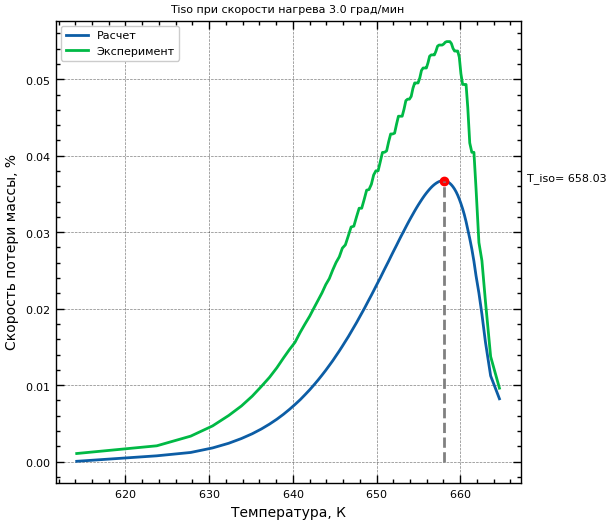 Tiso при скорости нагрева 3.0 град/мин
Расчет
Эксперимент
Скорость потери массы, %
0.05
0.04
0.03
0.02
0.01
0.00
T_iso= 658.03
620 630 640 650 660
Температура, К